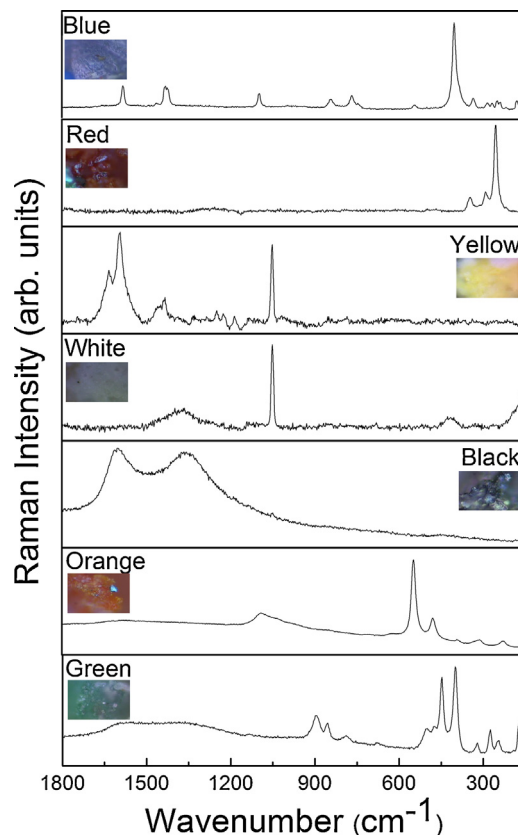 Blue
Red
Yellow
White
Black
Orange
Green
Raman Intensity (arb. units)
1800 1500 1200 900 600 300
Wavenumber (cm⁻¹)